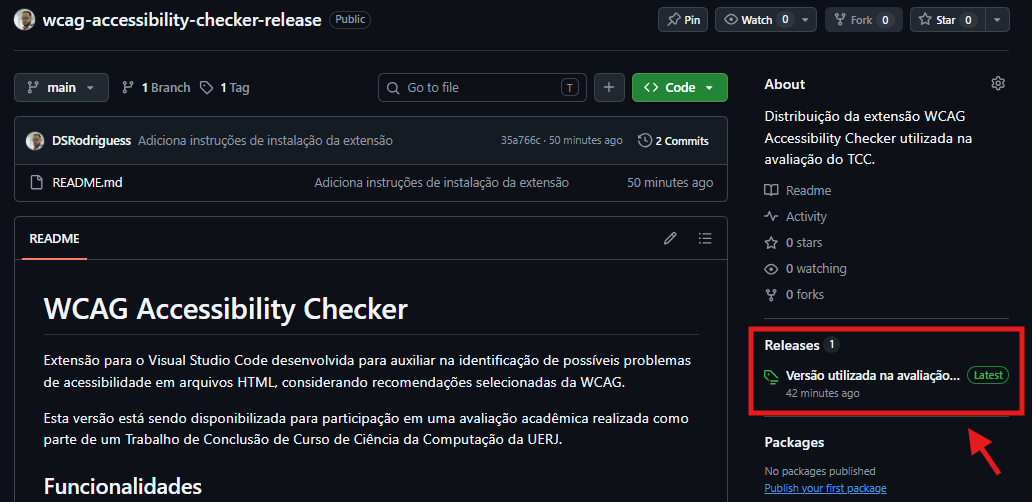 wcag-accessibility-checker-release Public
Pin
Watch 0
Fork 0
Star 0
main
1 Branch
1 Tag
Go to file
T
Code
DSRodriguess Adiciona instruções de instalação da extensão
35a766c · 50 minutes ago
2 Commits
README.md
Adiciona instruções de instalação da extensão
50 minutes ago
README
WCAG Accessibility Checker
Extensão para o Visual Studio Code desenvolvida para auxiliar na identificação de possíveis problemas
de acessibilidade em arquivos HTML, considerando recomendações selecionadas da WCAG.
Esta versão está sendo disponibilizada para participação em uma avaliação acadêmica realizada como
parte de um Trabalho de Conclusão de Curso de Ciência da Computação da UERJ.
Funcionalidades
About
Distribuição da extensão WCAG
Accessibility Checker utilizada na
avaliação do TCC.
Readme
Activity
0 stars
0 watching
0 forks
Releases 1
Versão utilizada na avaliação... Latest
42 minutes ago
Packages
No packages published
Publish your first package